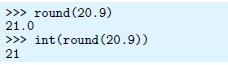 >>> round(20.9)
21.0
>>> int(round(20.9))
21